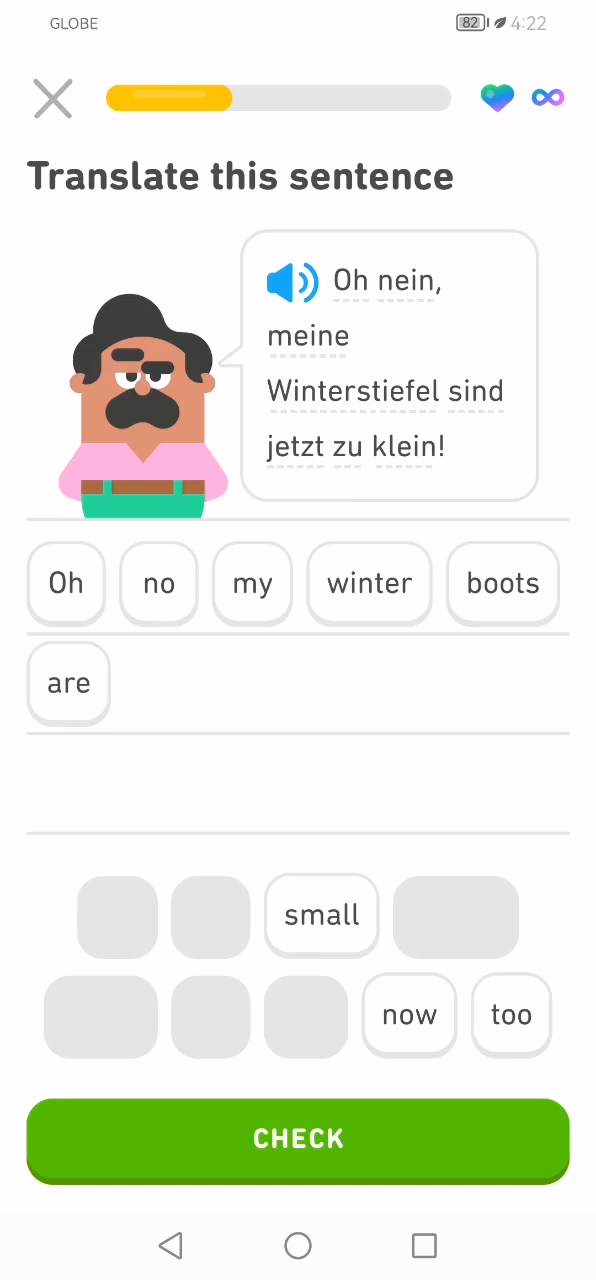 GLOBE 82 4:22
Translate this sentence
Oh nein,
meine
Winterstiefel sind
jetzt zu klein!
Oh no my winter boots
are
small
now too
CHECK